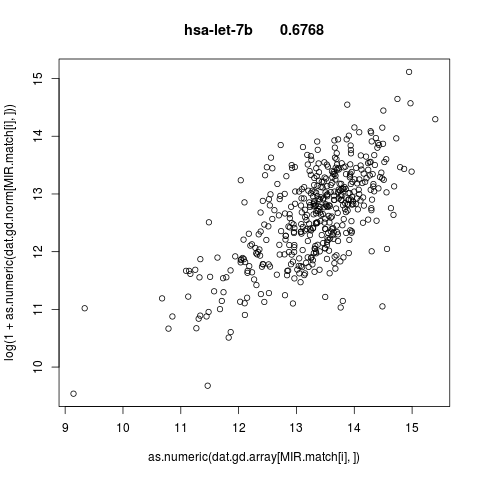 hsa-let-7b 0.6768
15
14
13
12
11
10
log(1 + as.numeric(dat.gd.norm[MIR.match[i], ]))
9 10 11 12 13 14 15
as.numeric(dat.gd.array[MIR.match[i], ])